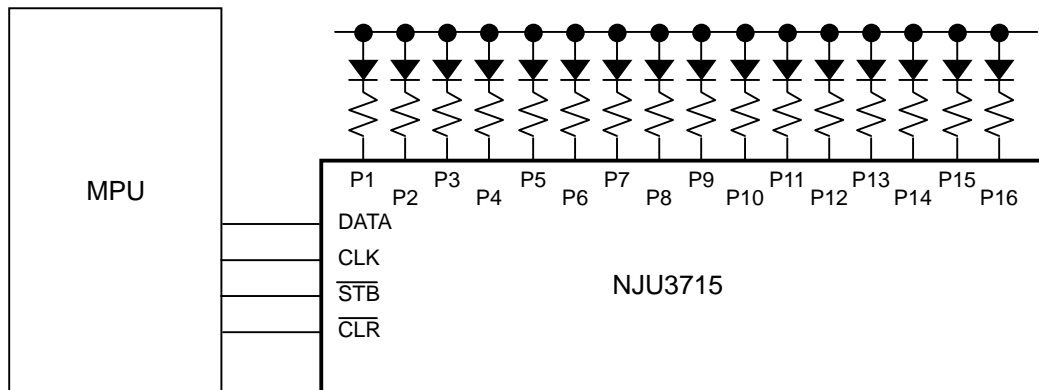 MPU
P1 P3 P5 P7 P9 P11 P13 P15
P2 P4 P6 P8 P10 P12 P14 P16
DATA
CLK
STB
CLR
NJU3715